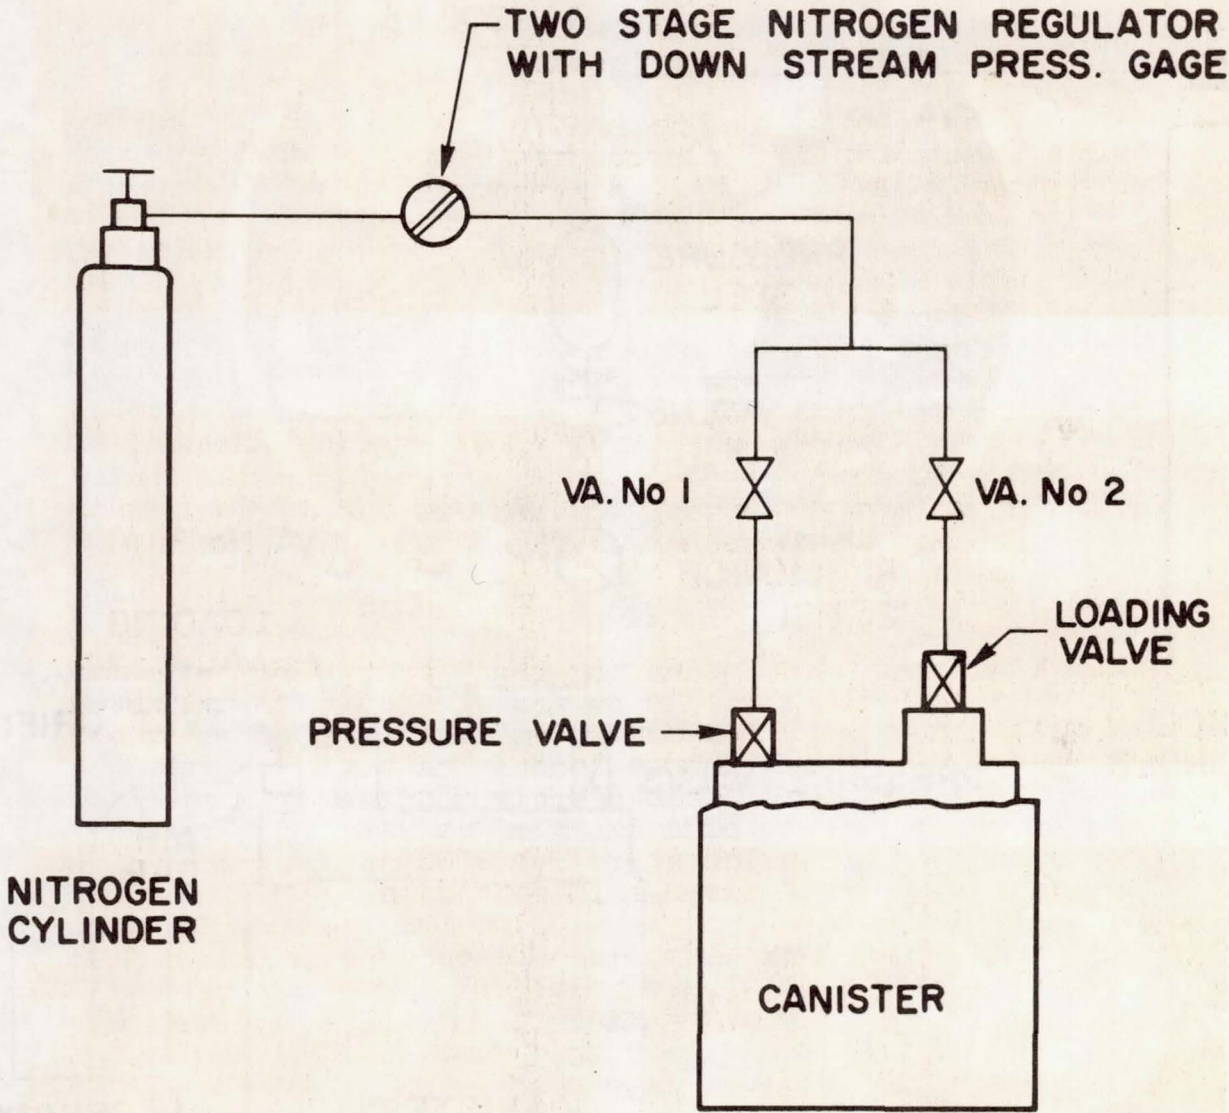 TWO STAGE NITROGEN REGULATOR
WITH DOWN STREAM PRESS. GAGE
VA. No 1
VA. No 2
LOADING
VALVE
PRESSURE VALVE
NITROGEN
CYLINDER
CANISTER